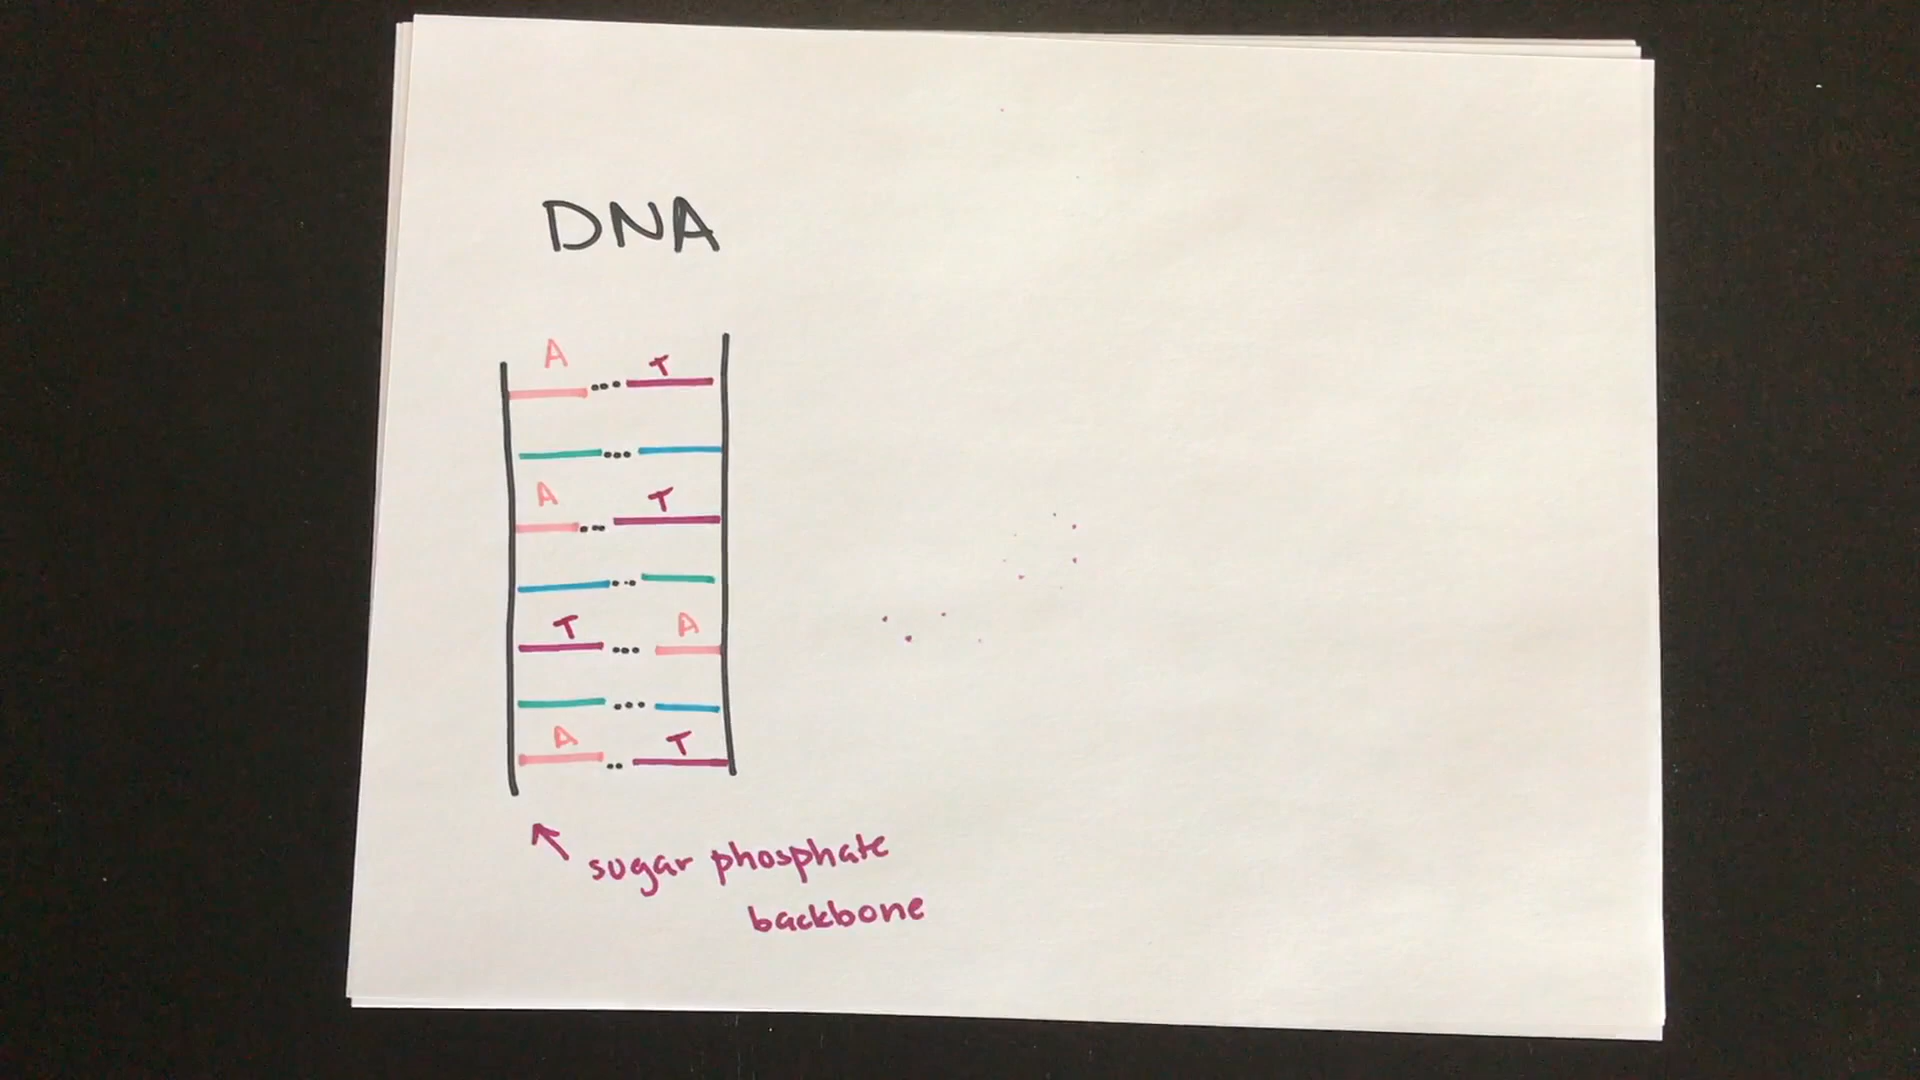 DNA
A T
A T
T A
A T
sugar phosphate
backbone